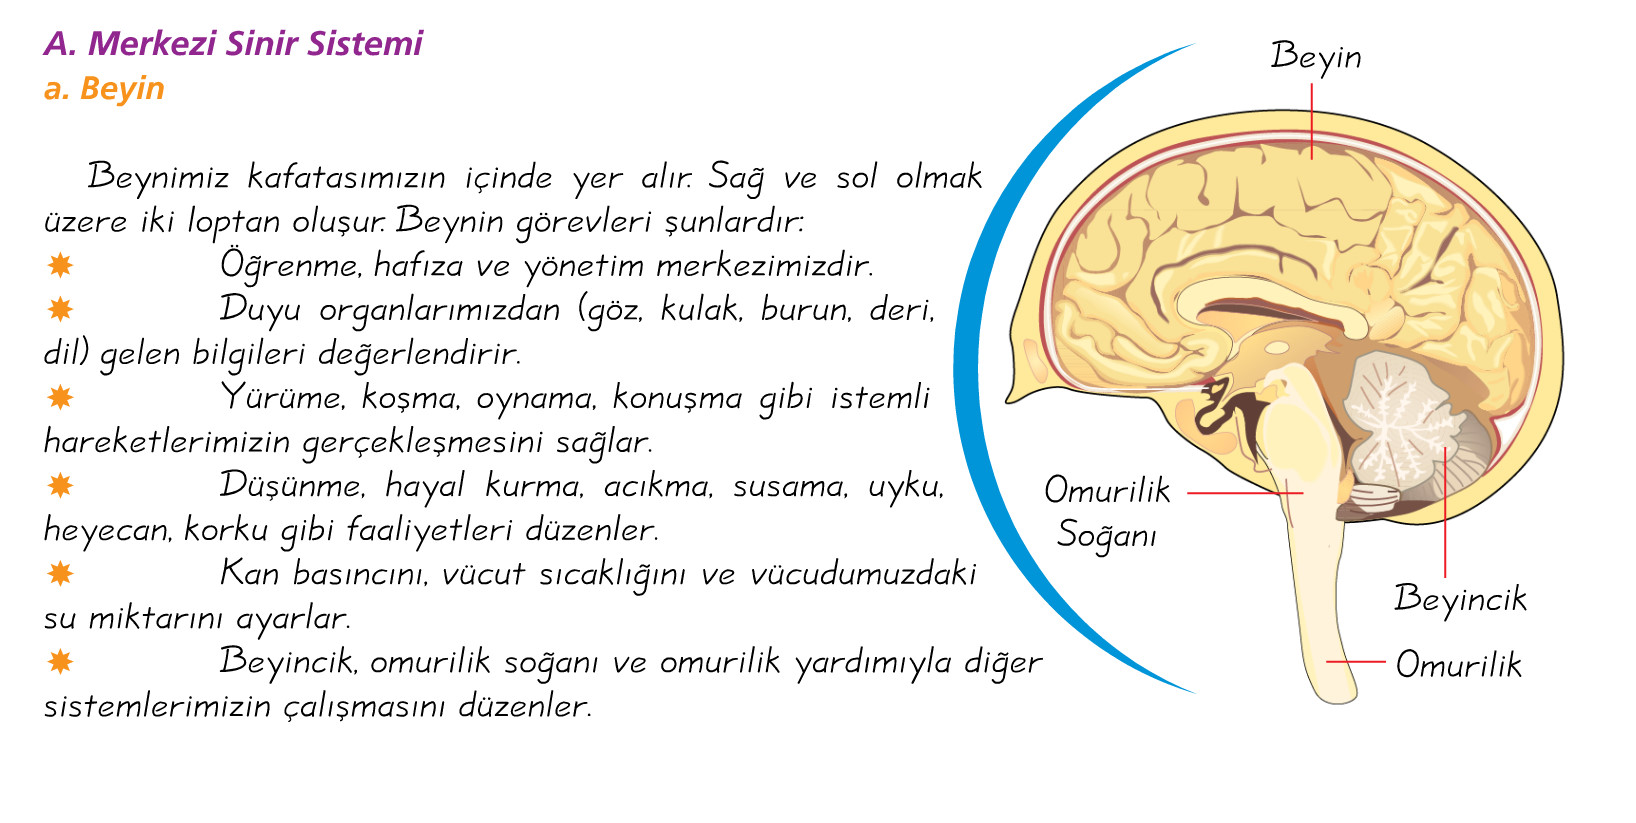 A. Merkezi Sinir Sistemi
a. Beyin
Beynimiz kafatasımızın içinde yer alır. Sağ ve sol olmak
üzere iki loptan oluşur. Beynin görevleri şunlardır:
Öğrenme, hafıza ve yönetim merkezimizdir.
Duyu organlarımızdan (göz, kulak, burun, deri,
dil) gelen bilgileri değerlendirir.
Yürüme, koşma, oynama, konuşma gibi istemli
hareketlerimizin gerçekleşmesini sağlar.
Düşünme, hayal kurma, acıkma, susama, uyku,
heyecan, korku gibi faaliyetleri düzenler.
Kan basıncını, vücut sıcaklığını ve vücudumuzdaki
su miktarını ayarlar.
Beyincik, omurilik soğanı ve omurilik yardımıyla diğer
sistemlerimizin çalışmasını düzenler.
Beyin
Omurilik
Soğanı
Beyincik
Omurilik